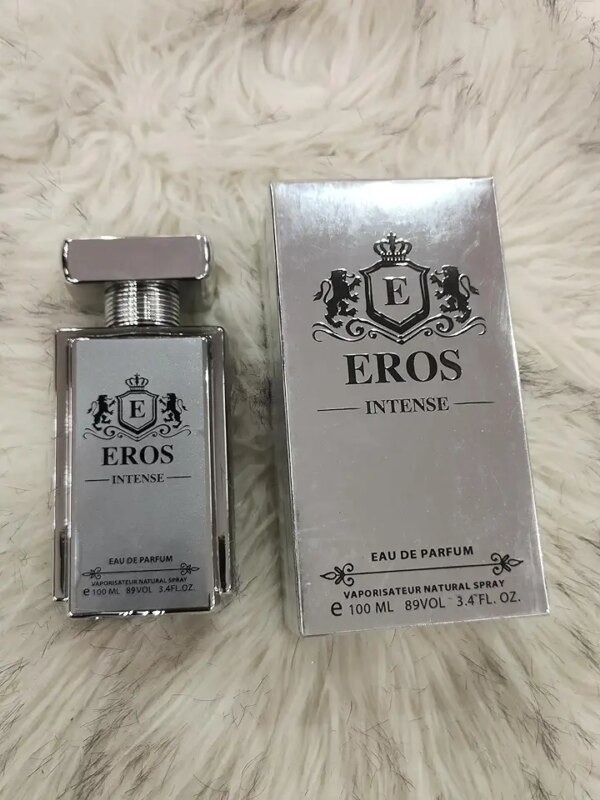 E
EROS
INTENSE
EAU DE PARFUM
VAPORISATEUR NATURAL SPRAY
e 100 ML 89VOL 3.4FL. OZ.
E
EROS
INTENSE
EAU DE PARFUM
VAPORISATEUR NATURAL SPRAY
e 100 ML 89VOL 3.4 FL. OZ.